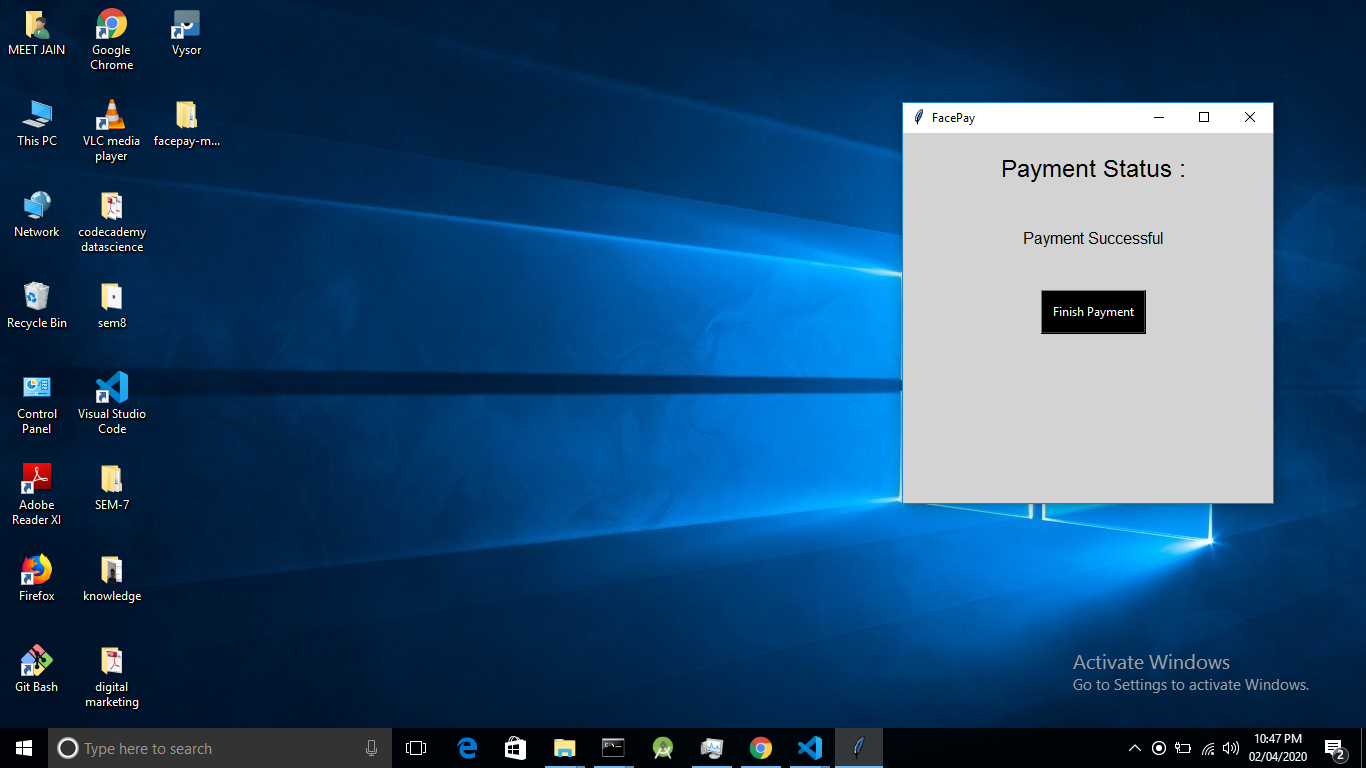 MEET JAIN
Google
Chrome
Vysor
This PC
VLC media
player
facepay-m...
Network
codecademy
datascience
Recycle Bin
sem8
Control
Panel
Visual Studio
Code
Adobe
Reader XI
SEM-7
Firefox
knowledge
Git Bash
digital
marketing
FacePay
Payment Status :
Payment Successful
Finish Payment
Activate Windows
Go to Settings to activate Windows.
Type here to search
10:47 PM
02/04/2020
2